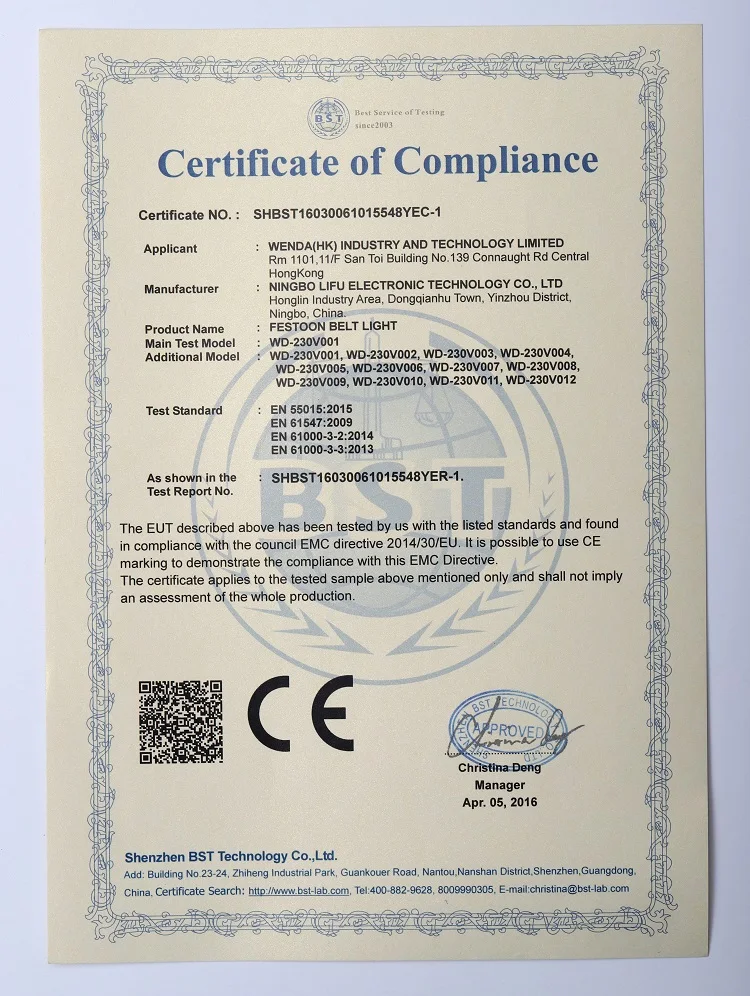 BST
Best Service of Testing
since2003
Certificate of Compliance
Certificate NO. : SHBST16030061015548YEC-1
Applicant : WENDA(HK) INDUSTRY AND TECHNOLOGY LIMITED
Rm 1101,11/F San Toi Building No.139 Connaught Rd Central
HongKong
Manufacturer : NINGBO LIFU ELECTRONIC TECHNOLOGY CO., LTD
Honglin Industry Area, Dongqianhu Town, Yinzhou District,
Ningbo, China.
Product Name : FESTOON BELT LIGHT
Main Test Model : WD-230V001
Additional Model : WD-230V001, WD-230V002, WD-230V003, WD-230V004,
WD-230V005, WD-230V006, WD-230V007, WD-230V008,
WD-230V009, WD-230V010, WD-230V011, WD-230V012
Test Standard : EN 55015:2015
EN 61547:2009
EN 61000-3-2:2014
EN 61000-3-3:2013
As shown in the : SHBST16030061015548YER-1.
Test Report No.
BST
The EUT described above has been tested by us with the listed standards and found
in compliance with the council EMC directive 2014/30/EU. It is possible to use CE
marking to demonstrate the compliance with this EMC Directive.
The certificate applies to the tested sample above mentioned only and shall not imply
an assessment of the whole production.
CE
BST TECHNOLOGY
APPROVED
Christina Deng
Manager
Apr. 05, 2016
Shenzhen BST Technology Co.,Ltd.
Add: Building No.23-24, Zhiheng Industrial Park, Guankouer Road, Nantou,Nanshan District,Shenzhen,Guangdong,
China, Certificate Search: http://www.bst-lab.com, Tel:400-882-9628, 8009990305, E-mail:christina@bst-lab.com